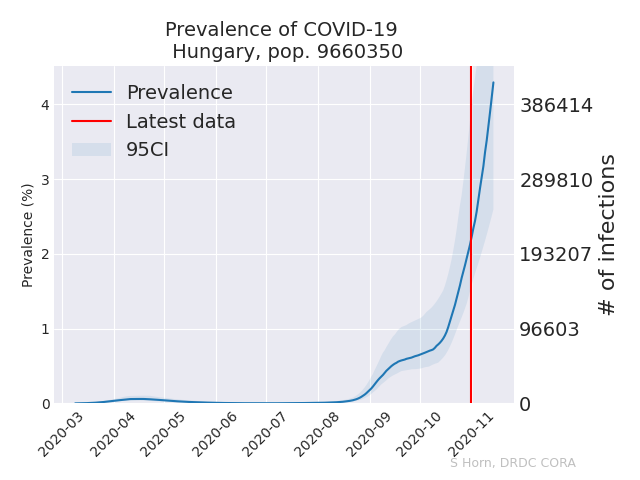 Prevalence of COVID-19
Hungary, pop. 9660350
Prevalence
Latest data
95CI
Prevalence (%)
4
3
2
1
0
386414
289810
193207
96603
0
# of infections
2020-03
2020-04
2020-05
2020-06
2020-07
2020-08
2020-09
2020-10
2020-11
S Horn, DRDC CORA